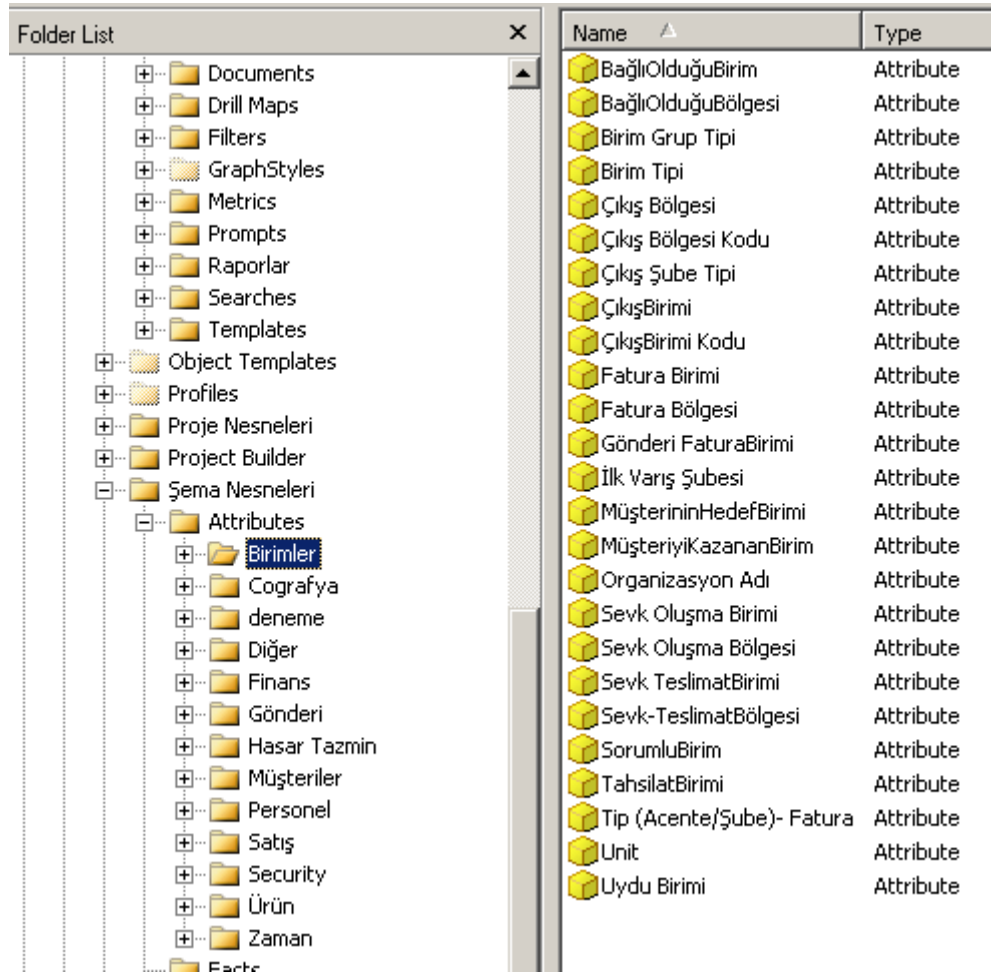 Folder List
Documents
Drill Maps
Filters
GraphStyles
Metrics
Prompts
Raporlar
Searches
Templates
Object Templates
Profiles
Proje Nesneleri
Project Builder
Şema Nesneleri
Attributes
Birimler
Cografya
deneme
Diğer
Finans
Gönderi
Hasar Tazmin
Müşteriler
Personel
Satış
Security
Ürün
Zaman
Facts
Name Type
BağlıOlduğuBirim Attribute
BağlıOlduğuBölgesi Attribute
Birim Grup Tipi Attribute
Birim Tipi Attribute
Çıkış Bölgesi Attribute
Çıkış Bölgesi Kodu Attribute
Çıkış Şube Tipi Attribute
ÇıkışBirimi Attribute
ÇıkışBirimi Kodu Attribute
Fatura Birimi Attribute
Fatura Bölgesi Attribute
Gönderi FaturaBirimi Attribute
İlk Varış Şubesi Attribute
MüşterininHedefBirimi Attribute
MüşteriyiKazananBirim Attribute
Organizasyon Adı Attribute
Sevk Oluşma Birimi Attribute
Sevk Oluşma Bölgesi Attribute
Sevk TeslimatBirimi Attribute
Sevk-TeslimatBölgesi Attribute
SorumluBirim Attribute
TahsilatBirimi Attribute
Tip (Acente/Şube)- Fatura Attribute
Unit Attribute
Uydu Birimi Attribute